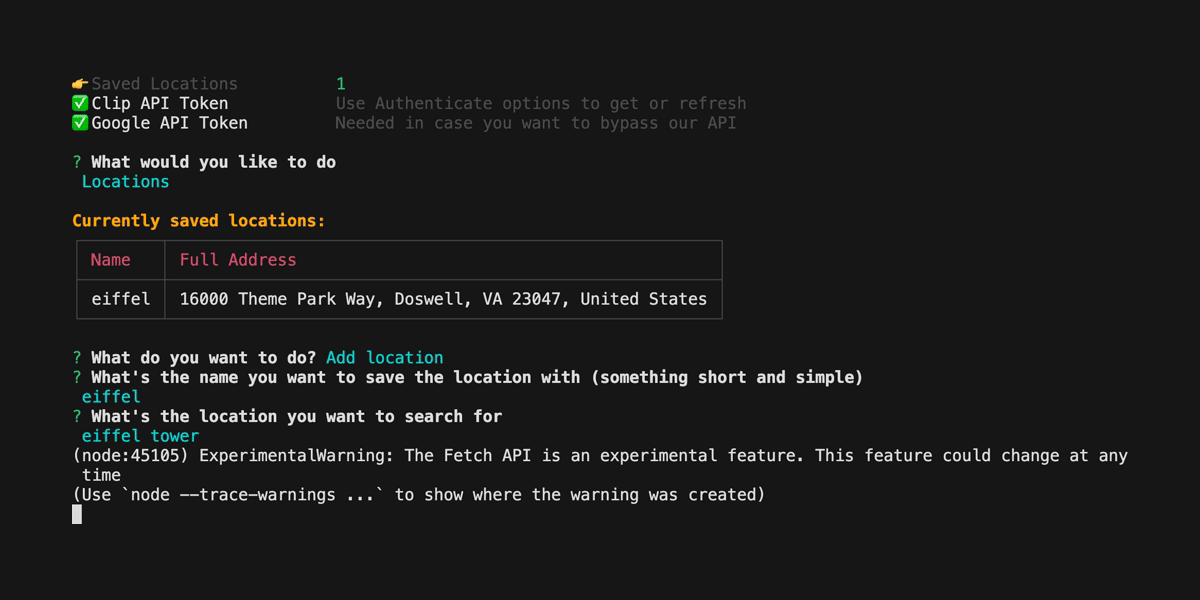 👉Saved Locations 1
✅Clip API Token Use Authenticate options to get or refresh
✅Google API Token Needed in case you want to bypass our API
? What would you like to do
Locations
Currently saved locations:
Name Full Address
eiffel 16000 Theme Park Way, Doswell, VA 23047, United States
? What do you want to do? Add location
? What's the name you want to save the location with (something short and simple)
eiffel
? What's the location you want to search for
eiffel tower
(node:45105) ExperimentalWarning: The Fetch API is an experimental feature. This feature could change at any
time
(Use `node --trace-warnings ...` to show where the warning was created)